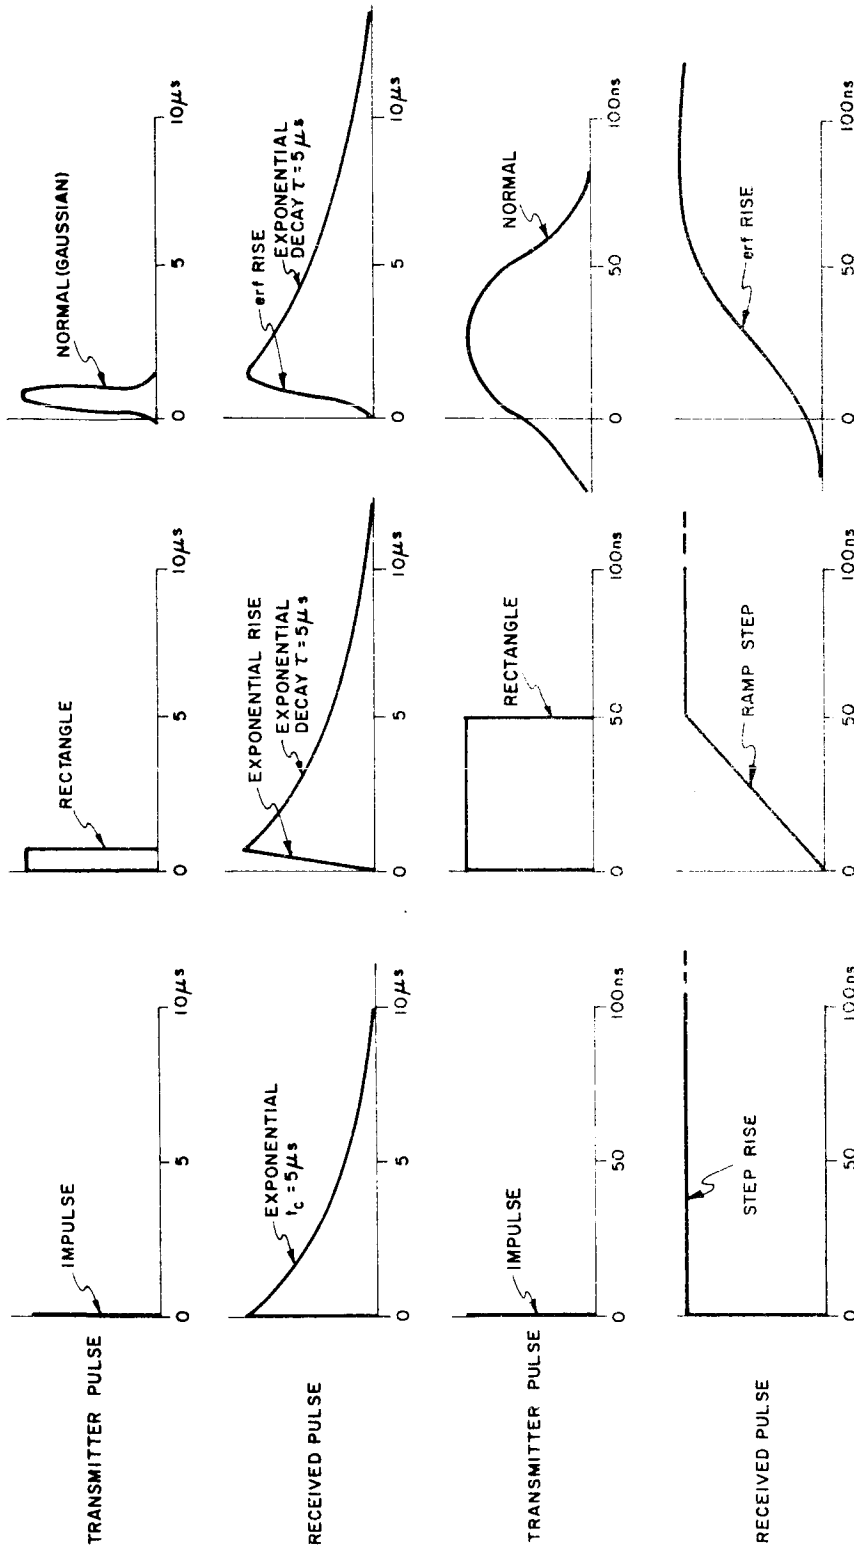 TRANSMITTER PULSE
IMPULSE
0
5
10μs
RECTANGLE
0
5
10μs
NORMAL (GAUSSIAN)
0
5
10μs
RECEIVED PULSE
EXPONENTIAL
tc = 5μs
0
5
10μs
EXPONENTIAL RISE
EXPONENTIAL
DECAY τ = 5μs
0
5
10μs
erf RISE
EXPONENTIAL
DECAY τ = 5μs
0
5
10μs
TRANSMITTER PULSE
IMPULSE
0
50
100ns
RECTANGLE
0
50
100ns
NORMAL
0
50
100ns
RECEIVED PULSE
STEP RISE
0
50
100ns
RAMP STEP
0
50
100ns
erf RISE
0
50
100ns